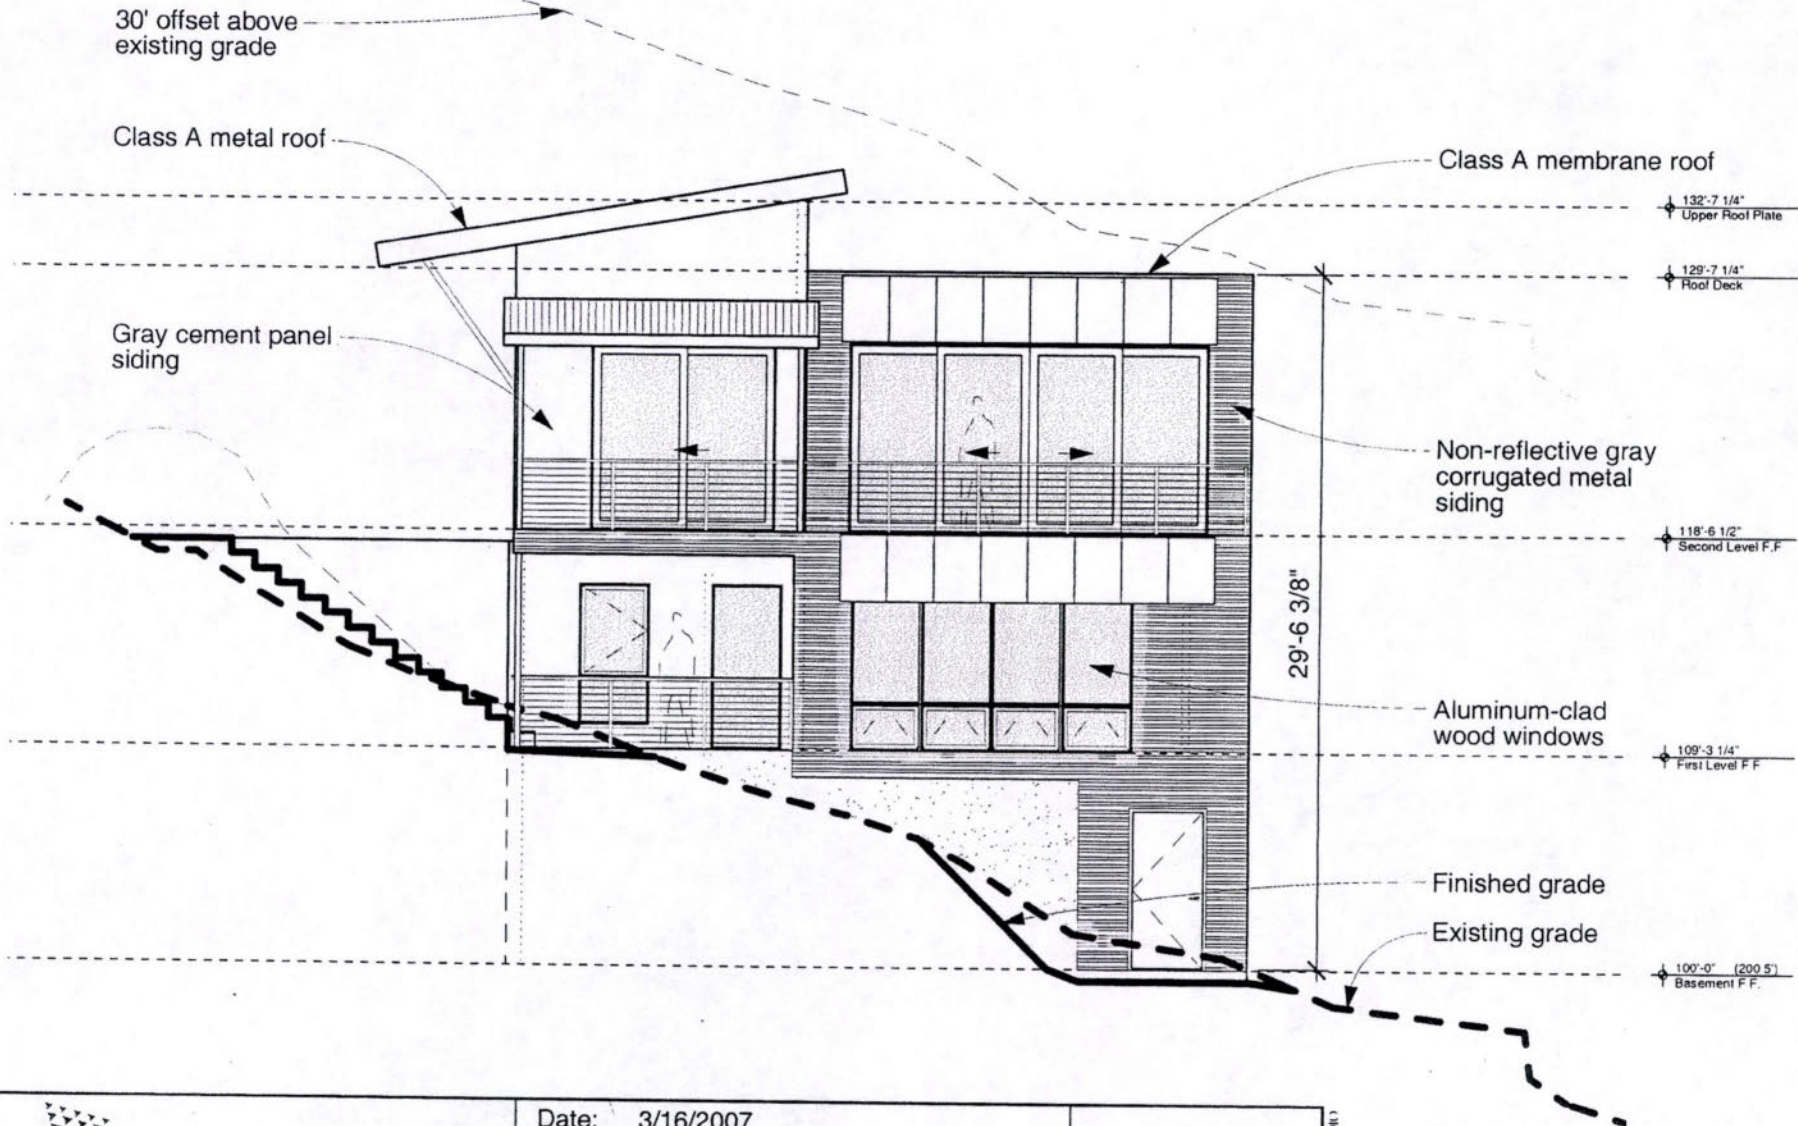 30' offset above
existing grade
Class A metal roof
Class A membrane roof
132'-7 1/4"
Upper Roof Plate
129'-7 1/4"
Roof Deck
Gray cement panel
siding
Non-reflective gray
corrugated metal
siding
118'-6 1/2"
Second Level F.F
29'-6 3/8"
Aluminum-clad
wood windows
109'-3 1/4"
First Level F F
Finished grade
Existing grade
100'-0" (200 5')
Basement F F.
Date: 3/16/2007